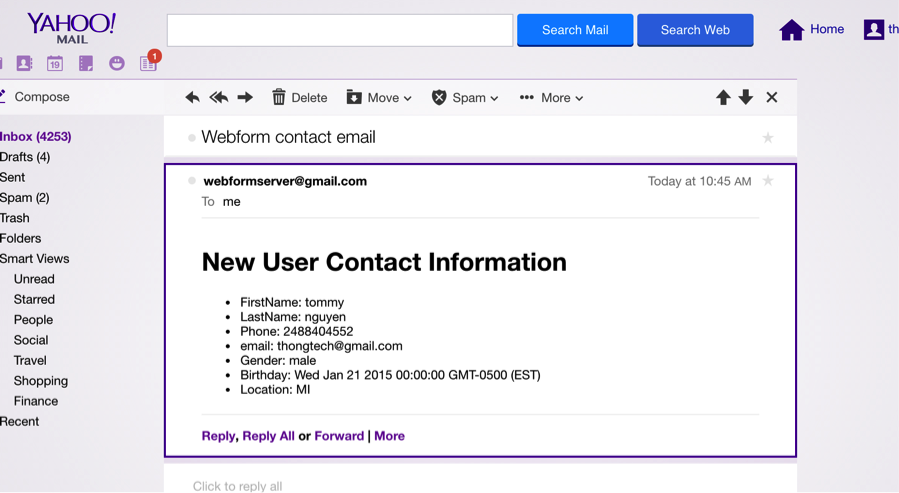 YAHOO!
MAIL
Search Mail
Search Web
Home
th
19
1
Compose
Delete
Move
Spam
More
Inbox (4253)
Drafts (4)
Sent
Spam (2)
Trash
Folders
Smart Views
Unread
Starred
People
Social
Travel
Shopping
Finance
Recent
Webform contact email
webformserver@gmail.com
Today at 10:45 AM
To me
New User Contact Information
• FirstName: tommy
• LastName: nguyen
• Phone: 2488404552
• email: thongtech@gmail.com
• Gender: male
• Birthday: Wed Jan 21 2015 00:00:00 GMT-0500 (EST)
• Location: MI
Reply, Reply All or Forward | More
Click to reply all